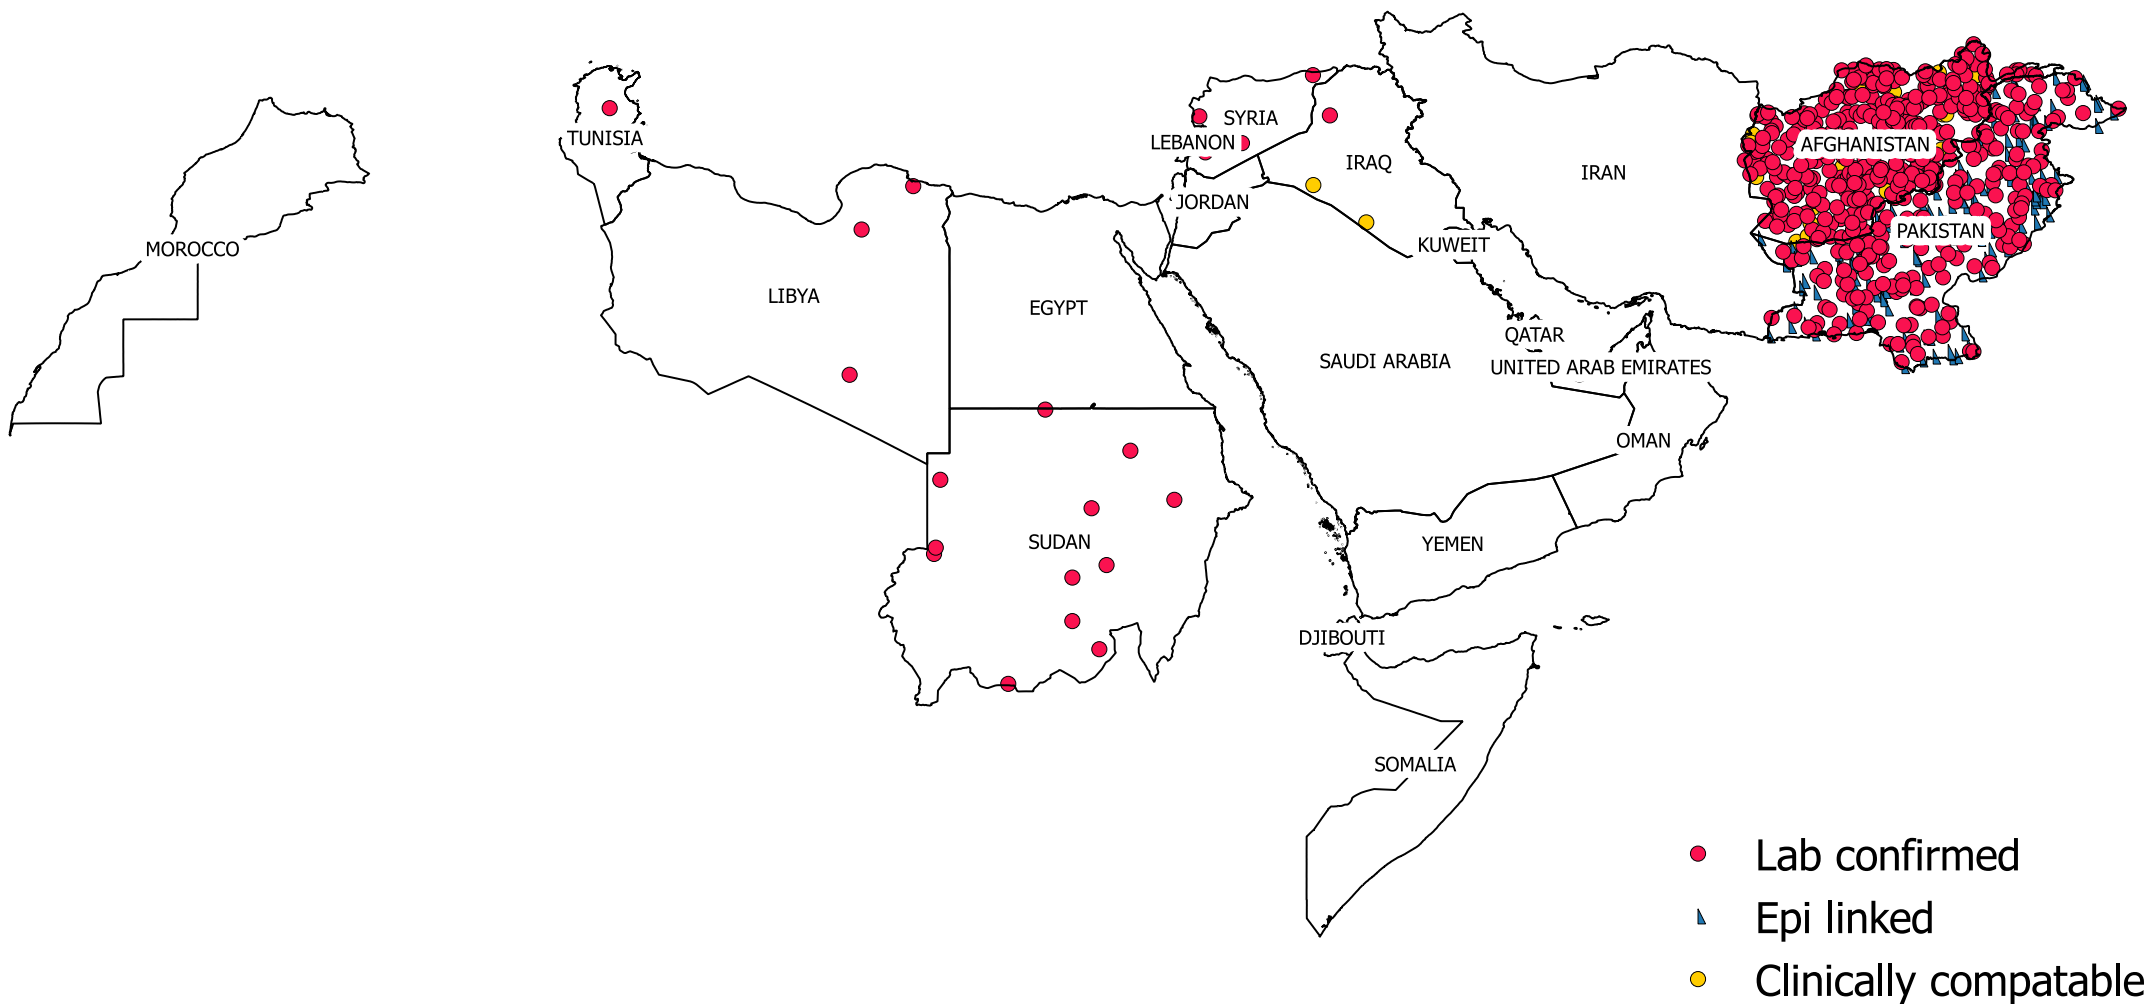 SYRIA
TUNISIA
LEBANON
AFGHANISTAN
IRAQ
IRAN
JORDAN
PAKISTAN
MOROCCO
KUWEIT
LIBYA
EGYPT
QATAR
SAUDI ARABIA
UNITED ARAB EMIRATES
OMAN
SUDAN
YEMEN
DJIBOUTI
SOMALIA
Lab confirmed
Epi linked
Clinically compatable